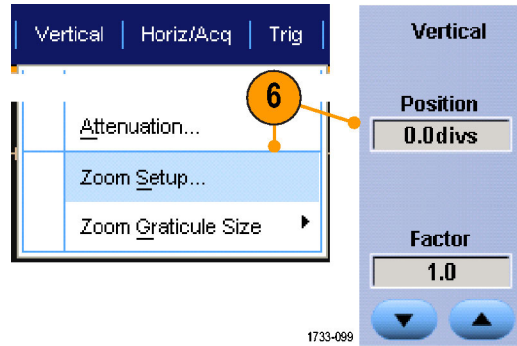 Vertical Horiz/Acq Trig
Attenuation...
Zoom Setup...
Zoom Graticule Size
6
Vertical
Position
0.0divs
Factor
1.0
1733-099